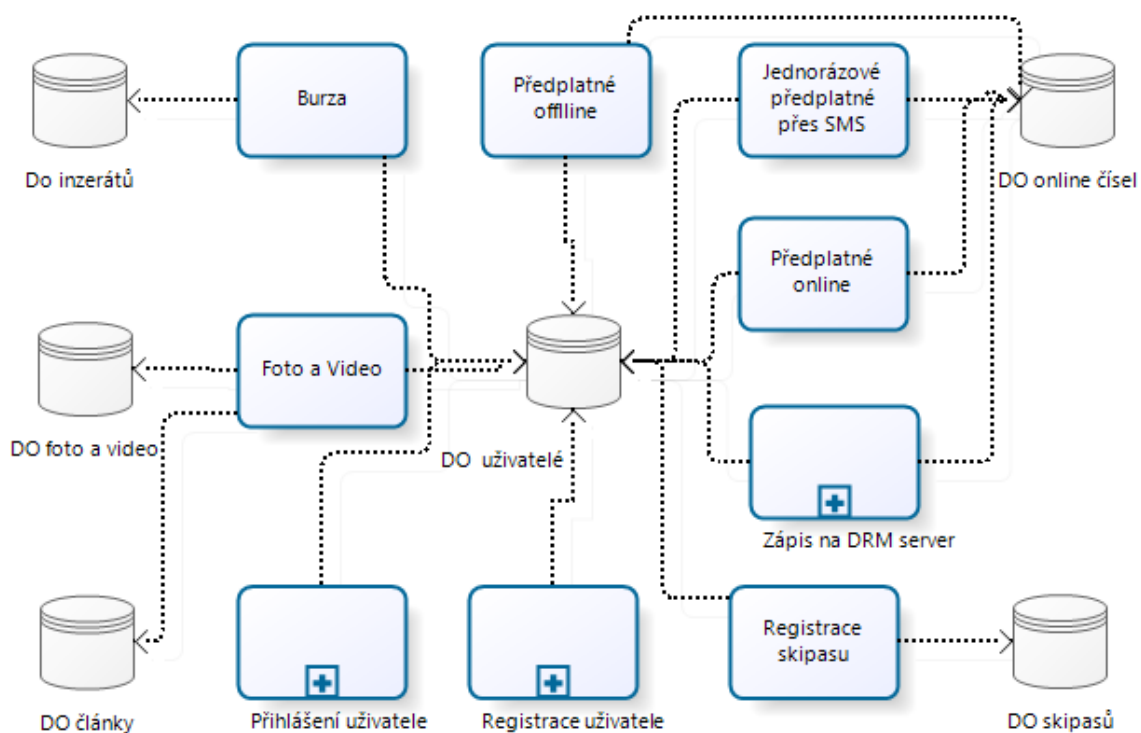 Burza
Předplatné
offline
Jednorázové
předplatné
přes SMS
Do inzerátů
DO online čísel
Předplatné
online
Foto a Video
DO foto a video
DO uživatelé
Zápis na DRM server
Registrace
skipasu
DO články
Přihlášení uživatele
Registrace uživatele
DO skipasů